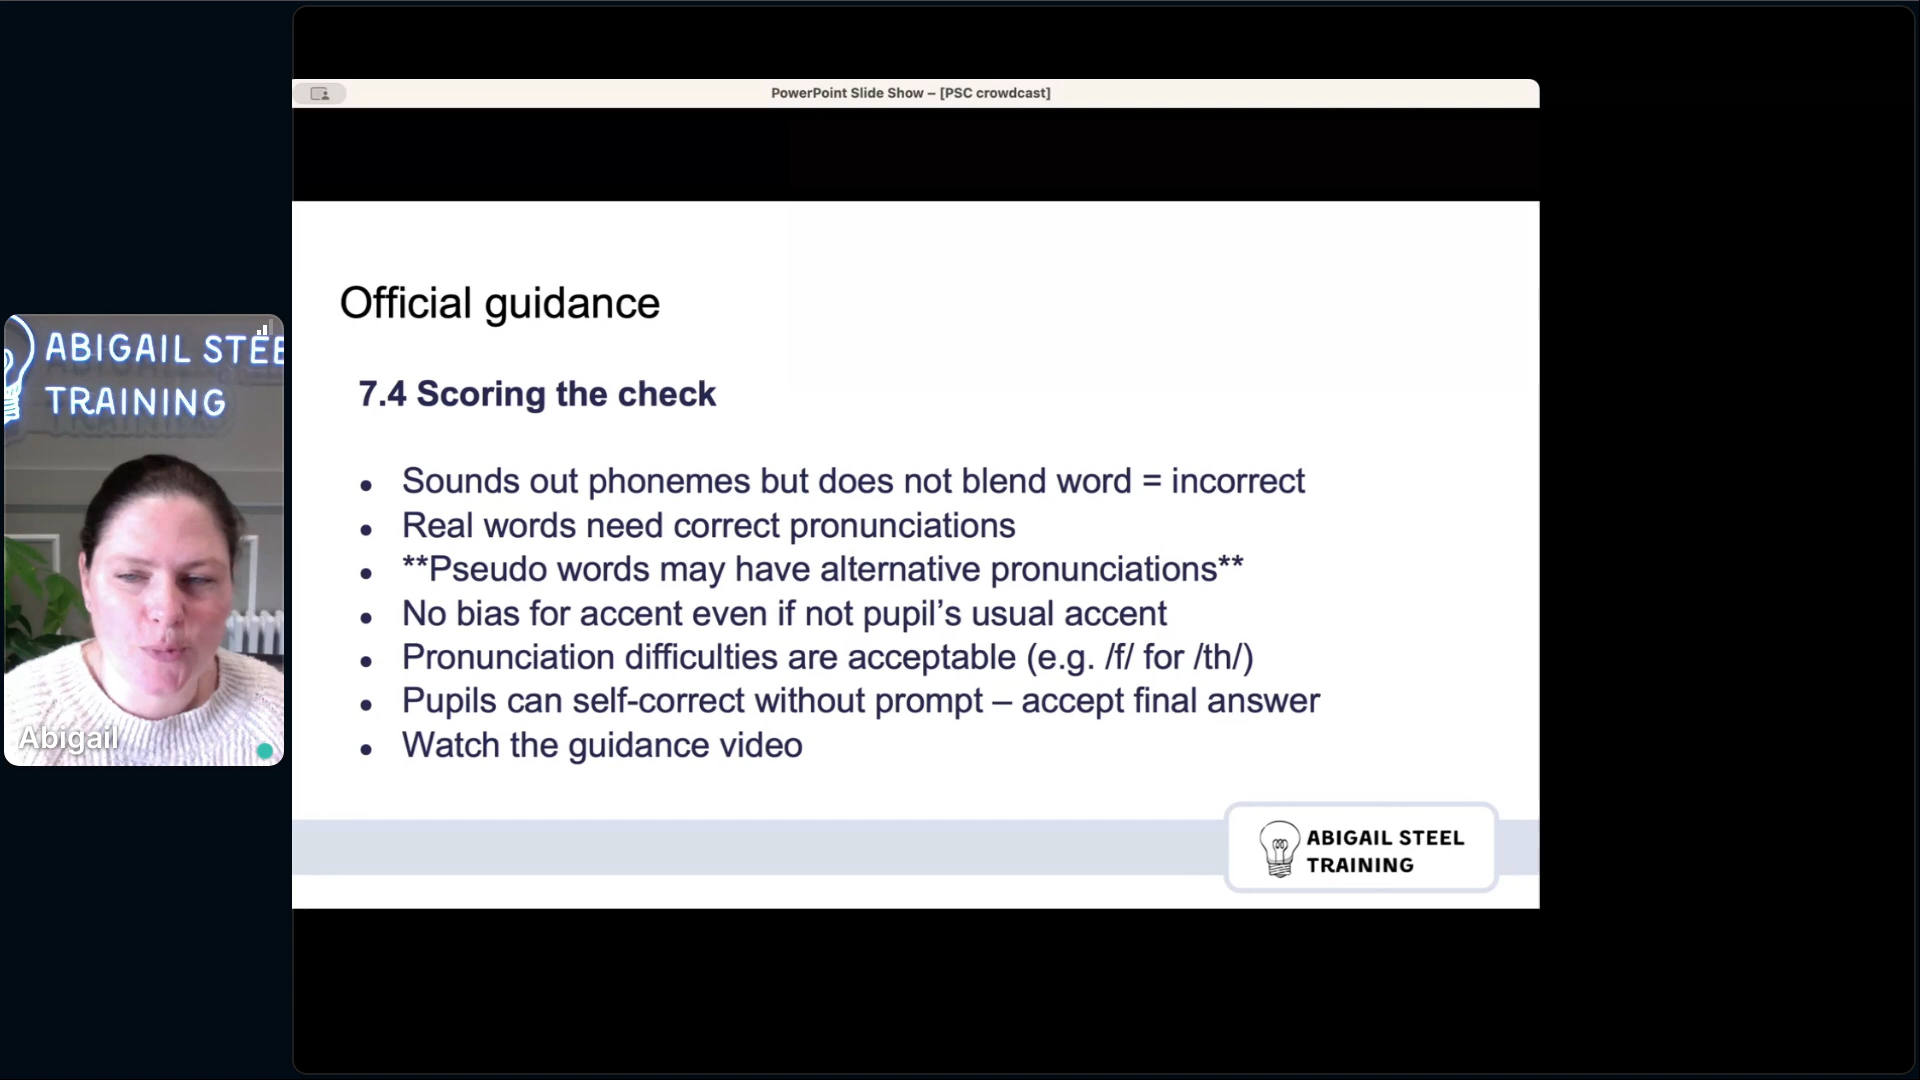 PowerPoint Slide Show – [PSC crowdcast]
Official guidance
7.4 Scoring the check
• Sounds out phonemes but does not blend word = incorrect
• Real words need correct pronunciations
• **Pseudo words may have alternative pronunciations**
• No bias for accent even if not pupil’s usual accent
• Pronunciation difficulties are acceptable (e.g. /f/ for /th/)
• Pupils can self-correct without prompt – accept final answer
• Watch the guidance video
ABIGAIL STEEL
TRAINING
ABIGAIL STEE
TRAINING
Abigail